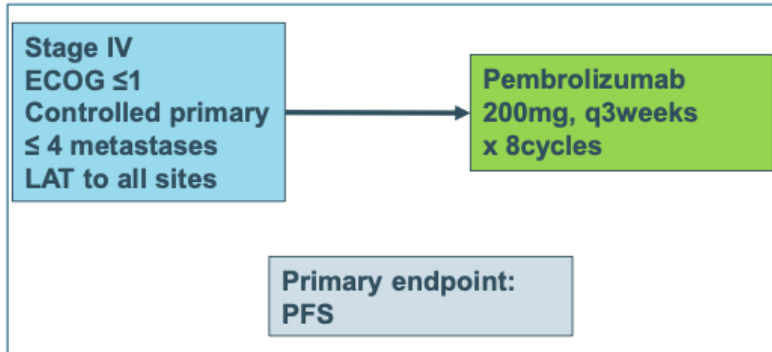 Stage IV
ECOG ≤1
Controlled primary
≤ 4 metastases
LAT to all sites
Pembrolizumab
200mg, q3weeks
x 8cycles
Primary endpoint:
PFS